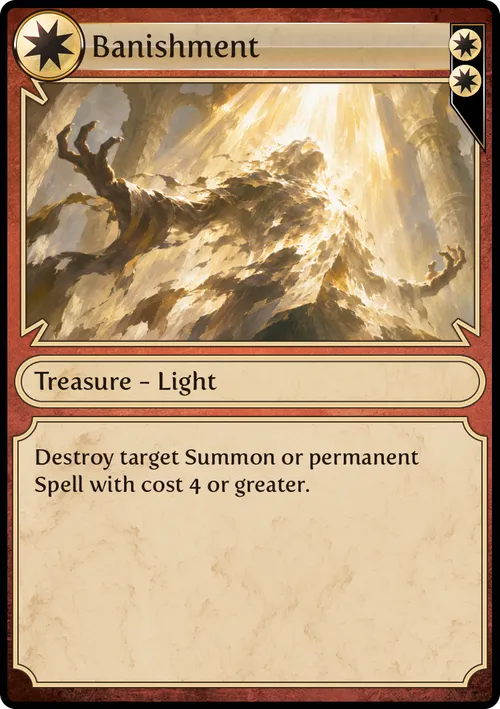 Banishment
Treasure - Light
Destroy target Summon or permanent
Spell with cost 4 or greater.